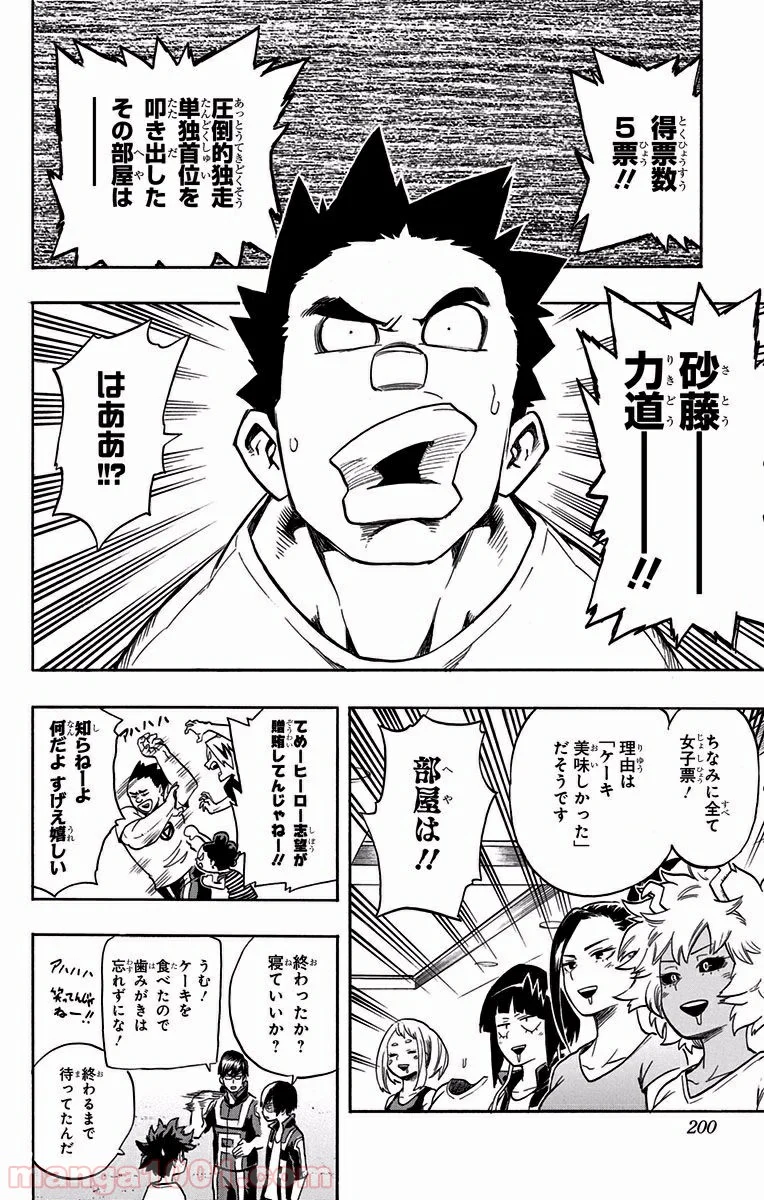 得票数
5票!!
圧倒的独走
単独首位を
叩き出した
その部屋は
――
砂藤――
力道――!!
はああ!!?
ちなみに全て
女子票!
理由は
「ケーキ
美味しかった」
だそうです
部屋は!!
てめーヒーロー志望が
贈賄してんじゃねー!!
知らねーよ
何だよ すげえ嬉しい
終わったか?
寝ていいか?
うむ!
ケーキを
食べたので
歯みがきは
忘れずにな!
アハハハ
笑ってんじゃ
ねー!!
終わるまで
待ってたんだ
200
manga1001.com